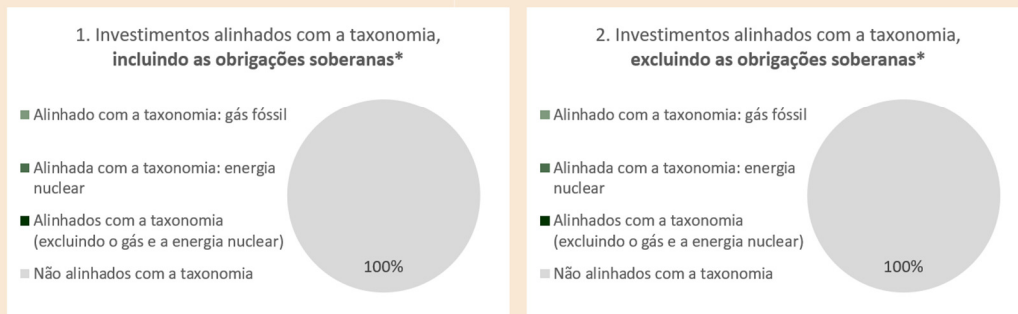 1. Investimentos alinhados com a taxonomia,
incluindo as obrigações soberanas*
Alinhado com a taxonomia: gás fóssil
Alinhada com a taxonomia: energia
nuclear
Alinhados com a taxonomia
(excluindo o gás e a energia nuclear)
Não alinhados com a taxonomia
100%
2. Investimentos alinhados com a taxonomia,
excluindo as obrigações soberanas*
Alinhado com a taxonomia: gás fóssil
Alinhada com a taxonomia: energia
nuclear
Alinhados com a taxonomia
(excluindo o gás e a energia nuclear)
Não alinhados com a taxonomia
100%